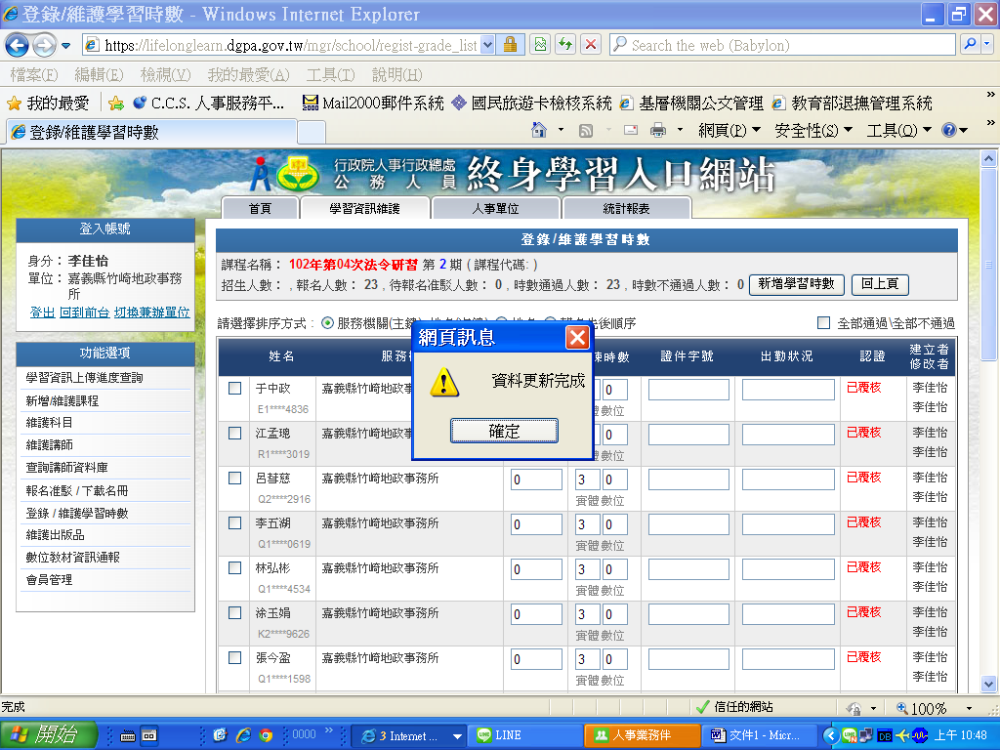 登錄/維護學習時數 - Windows Internet Explorer
https://lifelonglearn.dgpa.gov.tw/mgr/school/regist-grade_list
Search the web (Babylon)
檔案(F) 編輯(E) 檢視(V) 我的最愛(A) 工具(T) 說明(H)
我的最愛 C.C.S. 人事服務平... Mail2000郵件系統 國民旅遊卡檢核系統 基層機關公文管理 教育部退撫管理系統
登錄/維護學習時數
網頁(P) 安全性(S) 工具(O)
行政院人事行政總處
公務人員 終身學習入口網站
首頁 學習資訊維護 人事單位 統計報表
登入帳號
身分： 李佳怡
單位： 嘉義縣竹崎地政事務
所
登出 回到前台 切換兼辦單位
功能選項
學習資訊上傳進度查詢
新增/維護課程
維護科目
維護講師
查詢講師資料庫
報名准駁 / 下載名冊
登錄 / 維護學習時數
維護出版品
數位教材資訊通報
會員管理
登錄/維護學習時數
課程名稱： 102年第04次法令研習 第 2 期 ( 課程代碼: )
招生人數： , 報名人數： 23 , 待報名准駁人數： 0 , 時數通過人數： 23 , 時數不通過人數： 0 新增學習時數 回上頁
請選擇排序方式： 服務機關(主鍵) 後順序 全部通過\全部不通過
姓名 服務 時數 證件字號 出勤狀況 認證 建立者
修改者
網頁訊息
資料更新完成
確定
子中政 嘉義縣竹崎地政事 0 已覆核 李佳怡
E1****4836 體數位 李佳怡
江孟璁 嘉義縣竹崎地政事 0 已覆核 李佳怡
R1****3019 體數位 李佳怡
呂彗慈 嘉義縣竹崎地政事務所 0 3 0 已覆核 李佳怡
Q2****2916 實體數位 李佳怡
李五湖 嘉義縣竹崎地政事務所 0 3 0 已覆核 李佳怡
Q1****0619 實體數位 李佳怡
林弘彬 嘉義縣竹崎地政事務所 0 3 0 已覆核 李佳怡
Q1****4534 實體數位 李佳怡
涂玉娟 嘉義縣竹崎地政事務所 0 3 0 已覆核 李佳怡
K2****9626 實體數位 李佳怡
張今盈 嘉義縣竹崎地政事務所 0 3 0 已覆核 李佳怡
Q1****1598 實體數位 李佳怡
完成 信任的網站 100%
開始 0000 3 Internet ... LINE 人事業務伴 文件1 - Micr... 上午 10:48